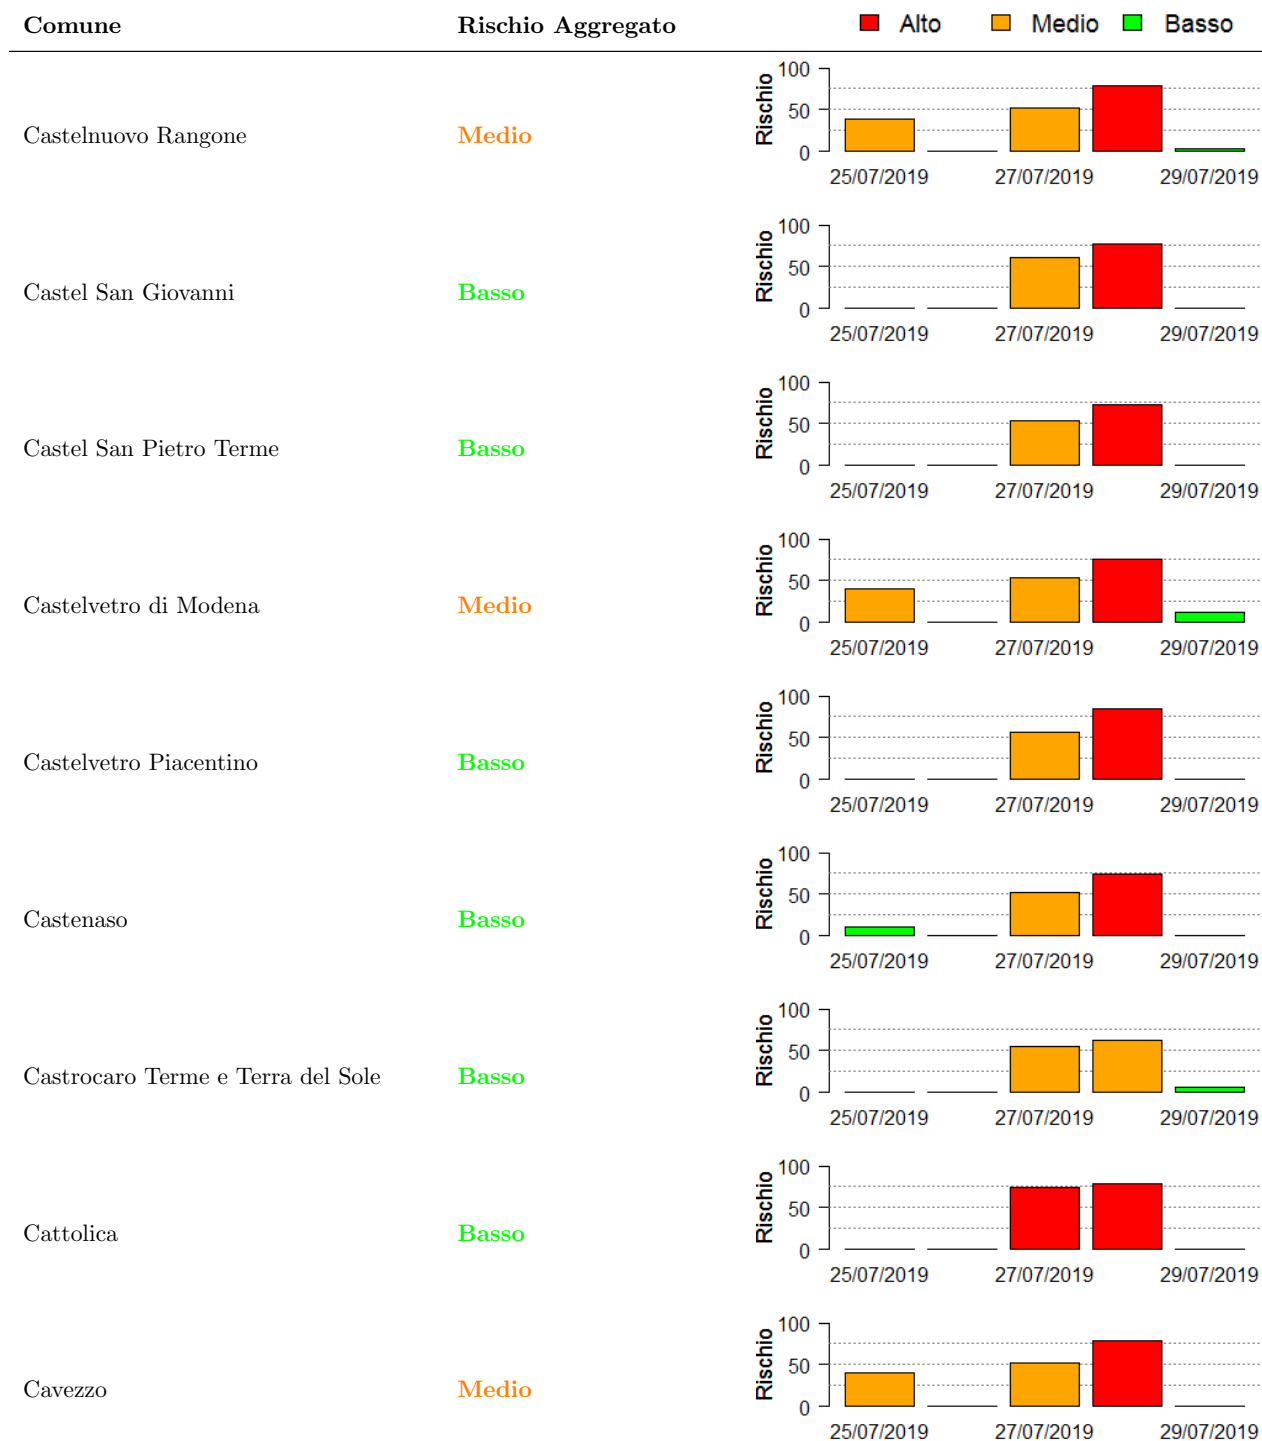 Comune Rischio Aggregato Alto Medio Basso
Castelnuovo Rangone Medio Rischio 100 50 0
25/07/2019 27/07/2019 29/07/2019
Castel San Giovanni Basso Rischio 100 50 0
25/07/2019 27/07/2019 29/07/2019
Castel San Pietro Terme Basso Rischio 100 50 0
25/07/2019 27/07/2019 29/07/2019
Castelvetro di Modena Medio Rischio 100 50 0
25/07/2019 27/07/2019 29/07/2019
Castelvetro Piacentino Basso Rischio 100 50 0
25/07/2019 27/07/2019 29/07/2019
Castenaso Basso Rischio 100 50 0
25/07/2019 27/07/2019 29/07/2019
Castrocaro Terme e Terra del Sole Basso Rischio 100 50 0
25/07/2019 27/07/2019 29/07/2019
Cattolica Basso Rischio 100 50 0
25/07/2019 27/07/2019 29/07/2019
Cavezzo Medio Rischio 100 50 0
25/07/2019 27/07/2019 29/07/2019